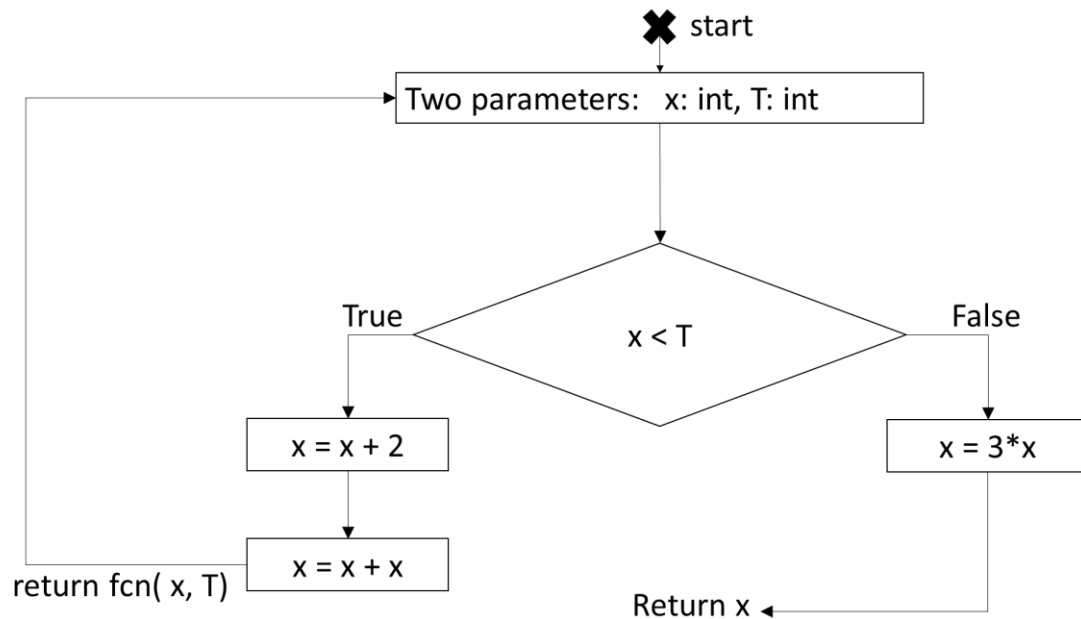 start
Two parameters:   x: int, T: int
True
False
x < T
x = x + 2
x = 3*x
x = x + x
return fcn( x, T)
Return x